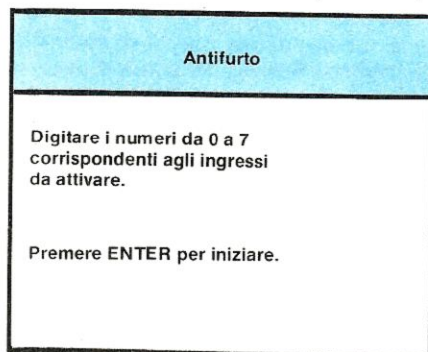 Antifurto
Digitare i numeri da 0 a 7
corrispondenti agli ingressi
da attivare.
Premere ENTER per iniziare.